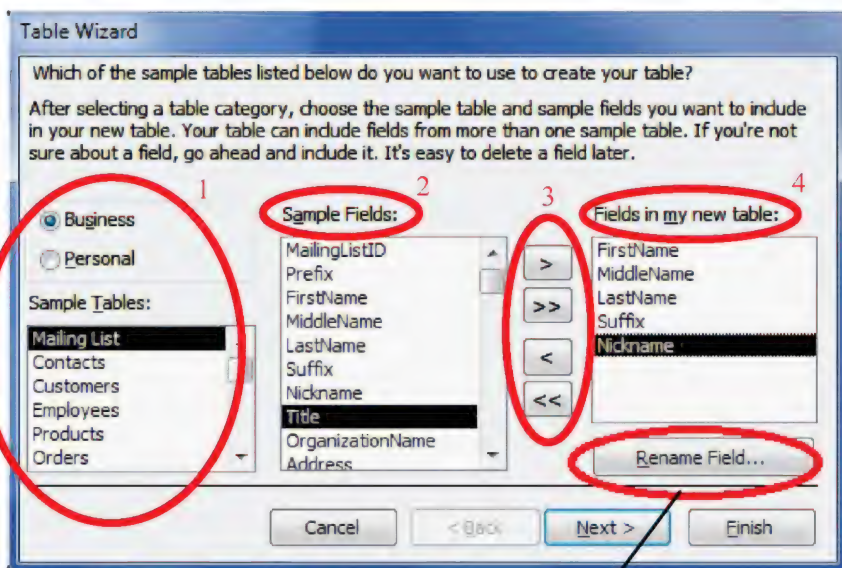 Table Wizard
Which of the sample tables listed below do you want to use to create your table?
After selecting a table category, choose the sample table and sample fields you want to include
in your new table. Your table can include fields from more than one sample table. If you're not
sure about a field, go ahead and include it. It's easy to delete a field later.
1
2
3
4
Business
Personal
Sample Tables:
Mailing List
Contacts
Customers
Employees
Products
Orders
Sample Fields:
MailingListID
Prefix
FirstName
MiddleName
LastName
Suffix
Nickname
Title
OrganizationName
Address
>
>>
<
<<
Fields in my new table:
FirstName
MiddleName
LastName
Suffix
Nickname
Rename Field...
Cancel
< Back
Next >
Finish